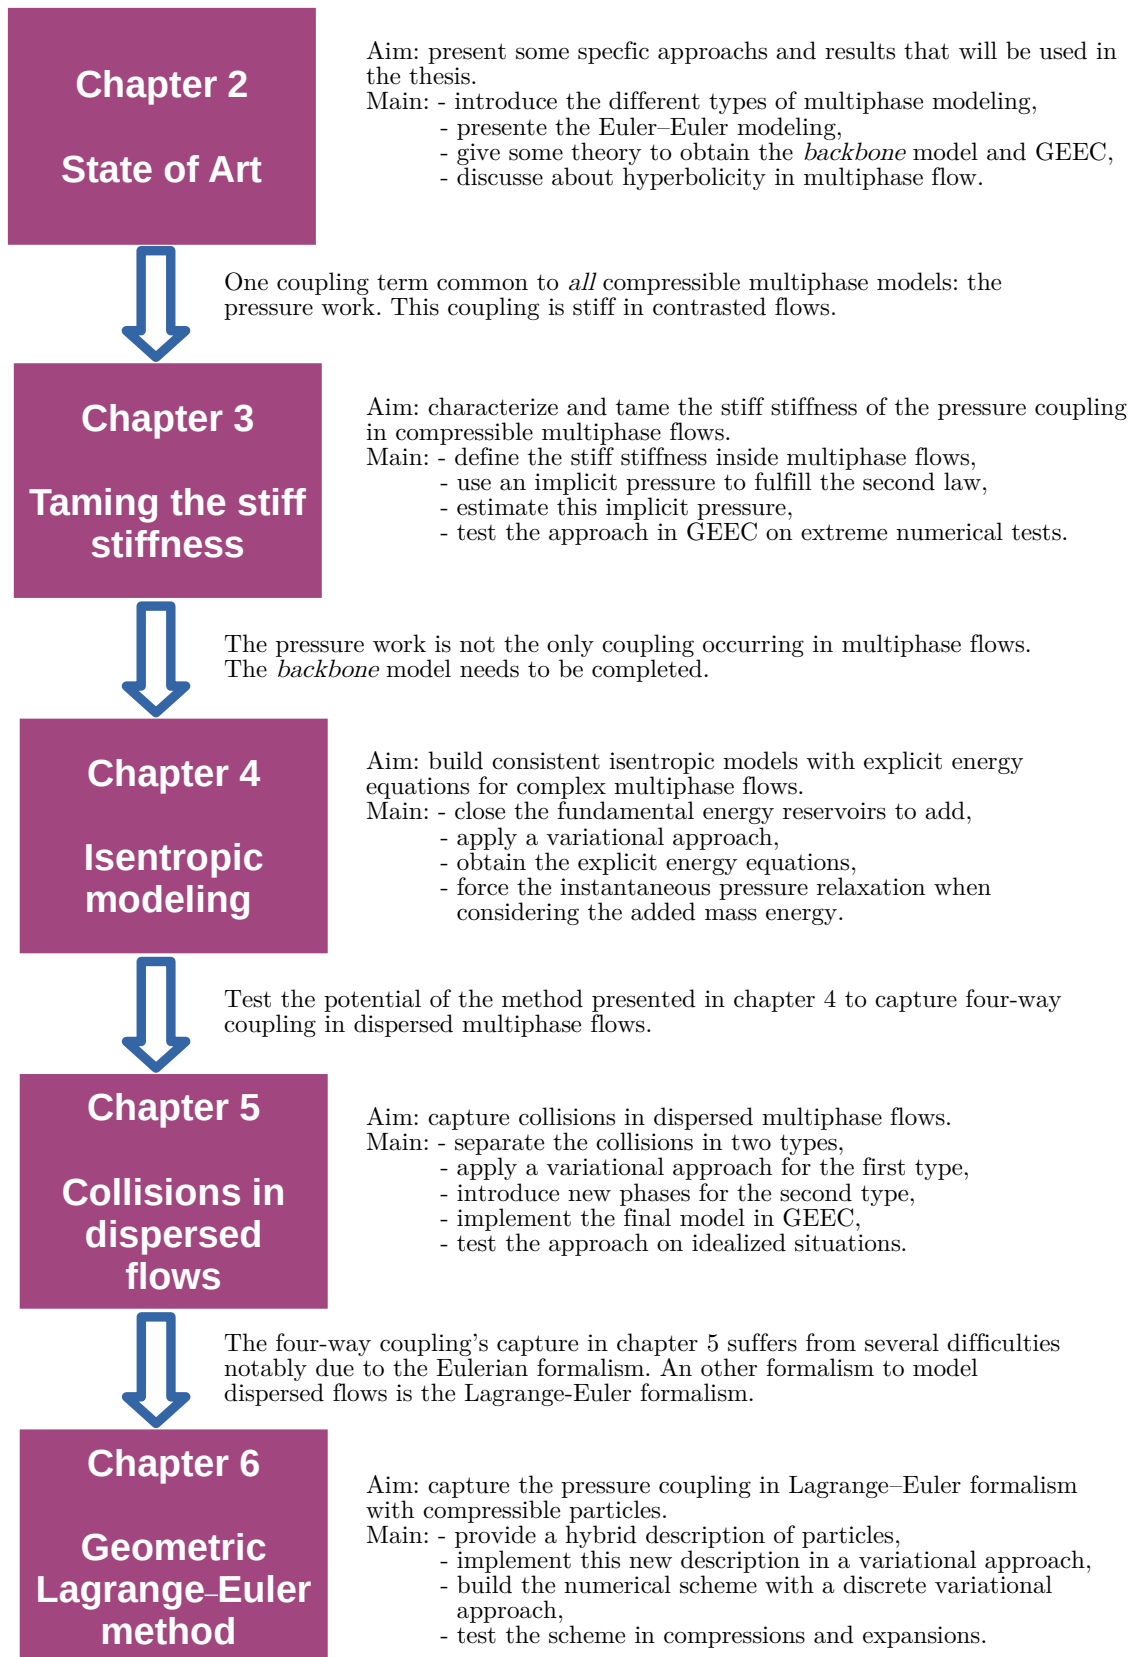 Chapter 2
State of Art
Aim: present some specfic approachs and results that will be used in
the thesis.
Main: - introduce the different types of multiphase modeling,
- presente the Euler–Euler modeling,
- give some theory to obtain the backbone model and GEEC,
- discusse about hyperbolicity in multiphase flow.
One coupling term common to all compressible multiphase models: the
pressure work. This coupling is stiff in contrasted flows.
Chapter 3
Taming the stiff
stiffness
Aim: characterize and tame the stiff stiffness of the pressure coupling
in compressible multiphase flows.
Main: - define the stiff stiffness inside multiphase flows,
- use an implicit pressure to fulfill the second law,
- estimate this implicit pressure,
- test the approach in GEEC on extreme numerical tests.
The pressure work is not the only coupling occurring in multiphase flows.
The backbone model needs to be completed.
Chapter 4
Isentropic
modeling
Aim: build consistent isentropic models with explicit energy
equations for complex multiphase flows.
Main: - close the fundamental energy reservoirs to add,
- apply a variational approach,
- obtain the explicit energy equations,
- force the instantaneous pressure relaxation when
considering the added mass energy.
Test the potential of the method presented in chapter 4 to capture four-way
coupling in dispersed multiphase flows.
Chapter 5
Collisions in
dispersed
flows
Aim: capture collisions in dispersed multiphase flows.
Main: - separate the collisions in two types,
- apply a variational approach for the first type,
- introduce new phases for the second type,
- implement the final model in GEEC,
- test the approach on idealized situations.
The four-way coupling's capture in chapter 5 suffers from several difficulties
notably due to the Eulerian formalism. An other formalism to model
dispersed flows is the Lagrange-Euler formalism.
Chapter 6
Geometric
Lagrange–Euler
method
Aim: capture the pressure coupling in Lagrange–Euler formalism
with compressible particles.
Main: - provide a hybrid description of particles,
- implement this new description in a variational approach,
- build the numerical scheme with a discrete variational
approach,
- test the scheme in compressions and expansions.